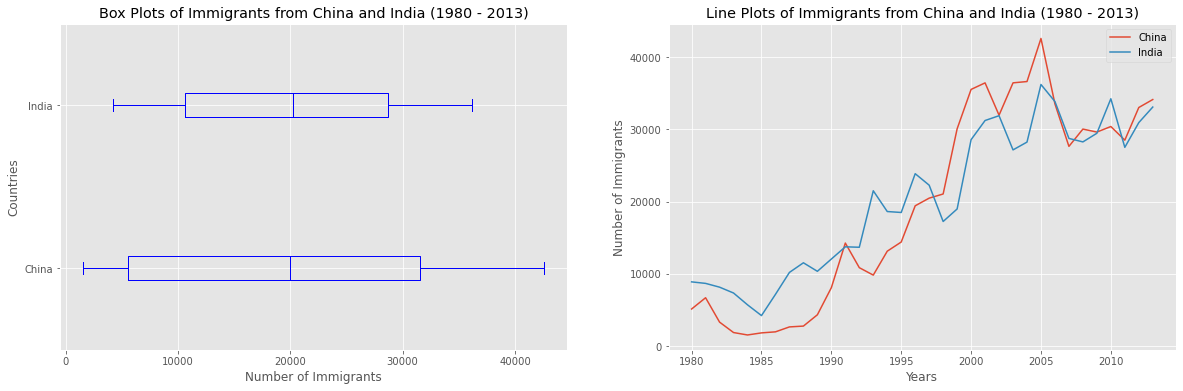 Box Plots of Immigrants from China and India (1980 - 2013)
Countries
India
China
0 10000 20000 30000 40000
Number of Immigrants
Line Plots of Immigrants from China and India (1980 - 2013)
China
India
Number of Immigrants
40000
30000
20000
10000
0
1980 1985 1990 1995 2000 2005 2010
Years